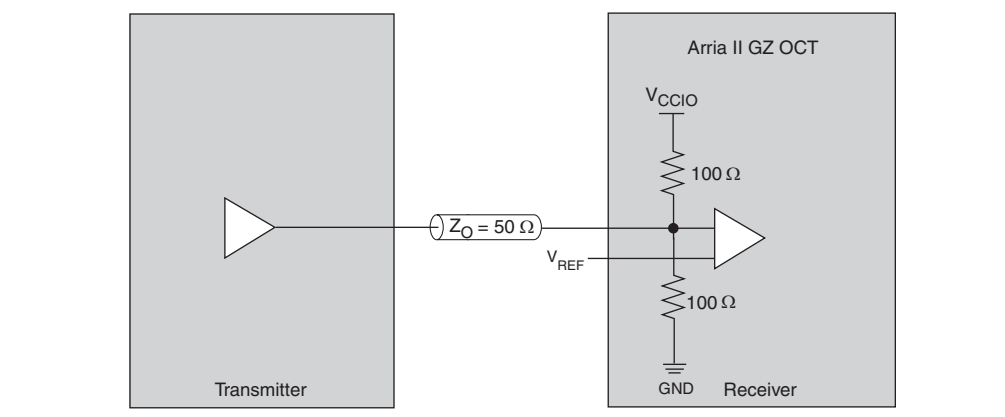 Arria II GZ OCT
VCCIO
100 Ω
ZO = 50 Ω
VREF
100 Ω
GND
Transmitter
Receiver